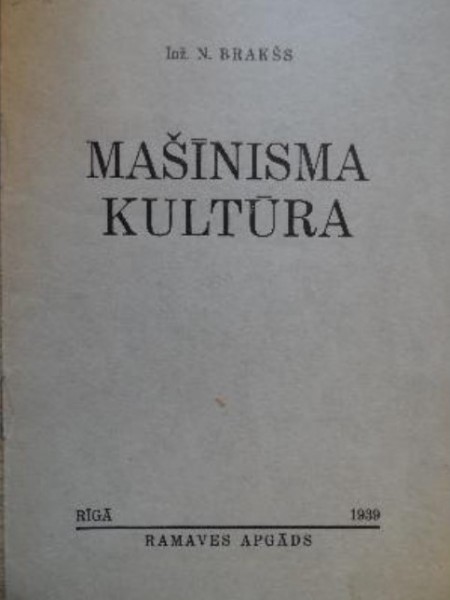 Inž. N. BRAKŠS
MAŠĪNISMA
KULTŪRA
RĪGĀ 1939
RAMAVES APGĀDS